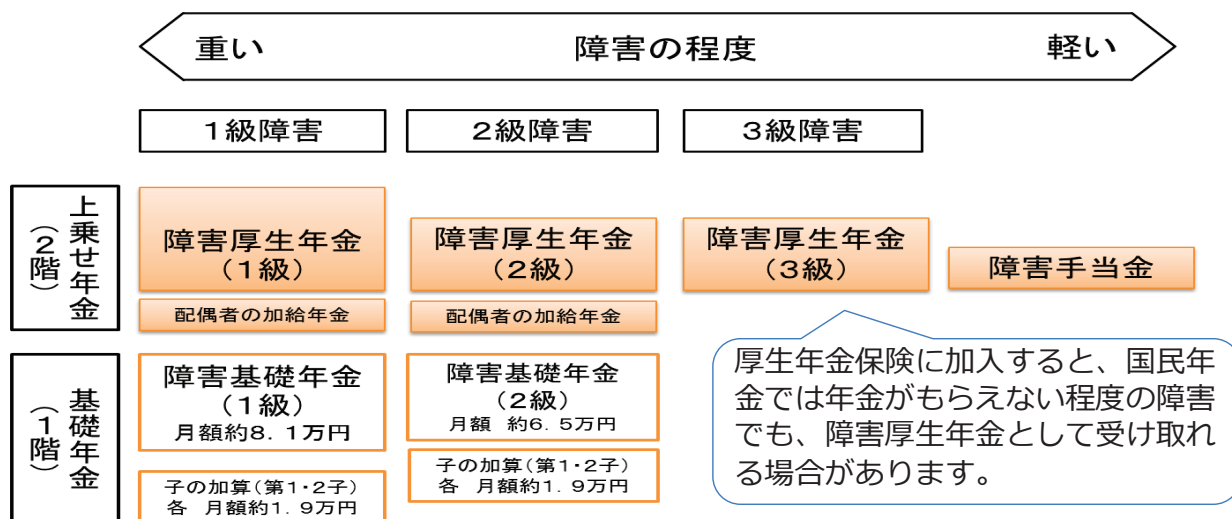 重い 障害の程度 軽い
1級障害 2級障害 3級障害
上乗せ年金
(2階)
障害厚生年金
(1級)
配偶者の加給年金
障害厚生年金
(2級)
配偶者の加給年金
障害厚生年金
(3級)
障害手当金
基礎年金
(1階)
障害基礎年金
(1級)
月額約8.1万円
子の加算(第1・2子)
各 月額約1.9万円
障害基礎年金
(2級)
月額 約6.5万円
子の加算(第1・2子)
各 月額約1.9万円
厚生年金保険に加入すると、国民年
金では年金がもらえない程度の障害
でも、障害厚生年金として受け取れ
る場合があります。